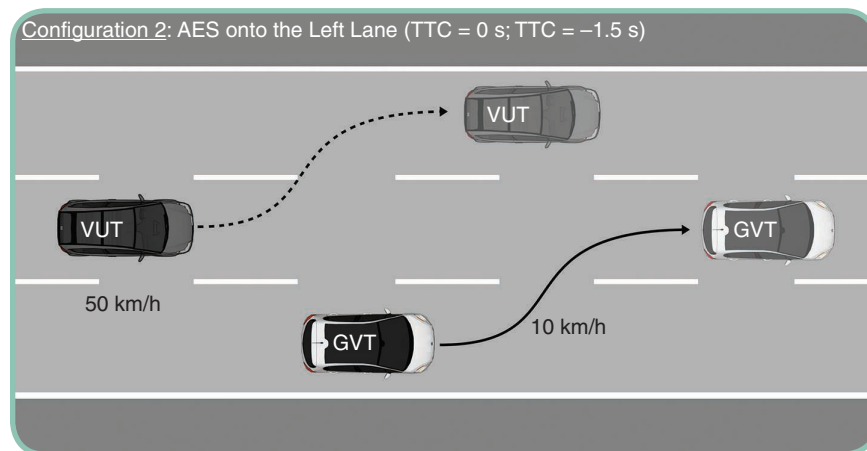 Configuration 2: AES onto the Left Lane (TTC = 0 s; TTC = –1.5 s)
VUT
VUT
GVT
50 km/h
GVT
10 km/h